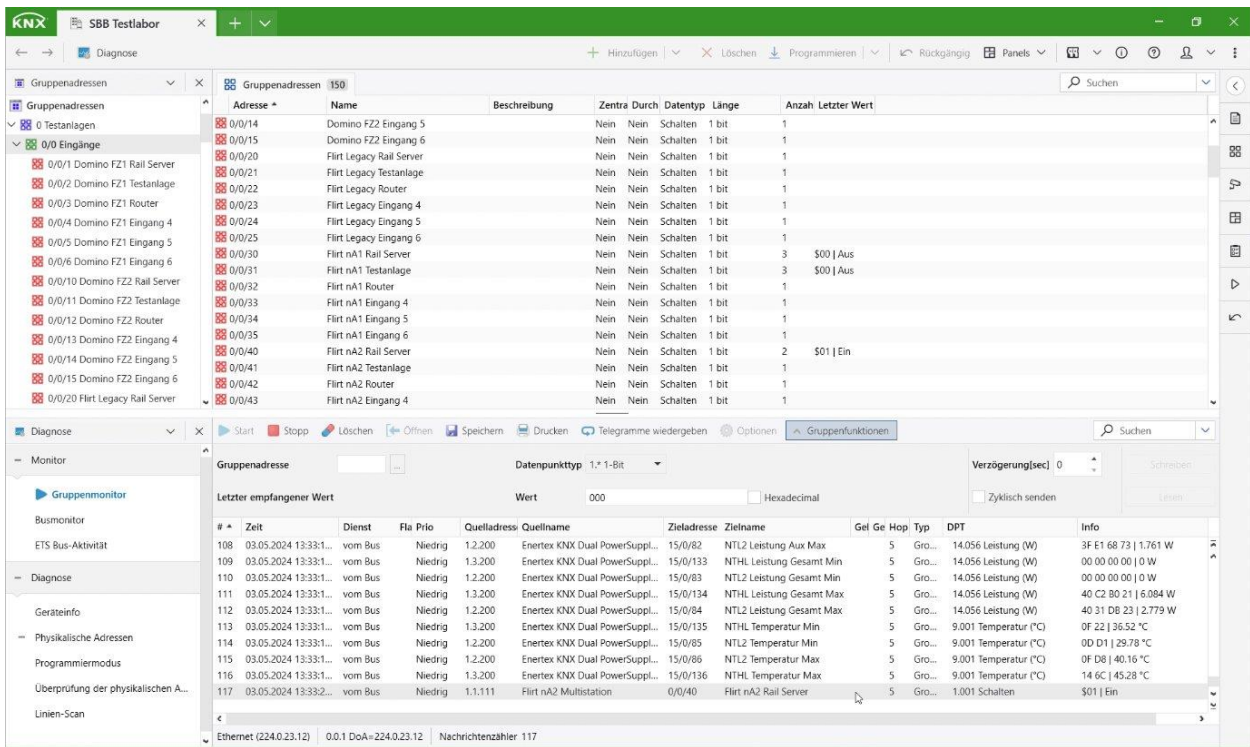 KNX SBB Testlabor
Diagnose Hinzufügen Löschen Programmieren Rückgängig Panels
Gruppenadressen
Gruppenadressen
0 Testanlagen
0/0 Eingänge
0/0/1 Domino FZ1 Rail Server
0/0/2 Domino FZ1 Testanlage
0/0/3 Domino FZ1 Router
0/0/4 Domino FZ1 Eingang 4
0/0/5 Domino FZ1 Eingang 5
0/0/6 Domino FZ1 Eingang 6
0/0/10 Domino FZ2 Rail Server
0/0/11 Domino FZ2 Testanlage
0/0/12 Domino FZ2 Router
0/0/13 Domino FZ2 Eingang 4
0/0/14 Domino FZ2 Eingang 5
0/0/15 Domino FZ2 Eingang 6
0/0/20 Flirt Legacy Rail Server
Gruppenadressen 150 Suchen
Adresse Name Beschreibung Zentra Durch Datentyp Länge Anzah Letzter Wert
0/0/14 Domino FZ2 Eingang 5 Nein Nein Schalten 1 bit 1
0/0/15 Domino FZ2 Eingang 6 Nein Nein Schalten 1 bit 1
0/0/20 Flirt Legacy Rail Server Nein Nein Schalten 1 bit 1
0/0/21 Flirt Legacy Testanlage Nein Nein Schalten 1 bit 1
0/0/22 Flirt Legacy Router Nein Nein Schalten 1 bit 1
0/0/23 Flirt Legacy Eingang 4 Nein Nein Schalten 1 bit 1
0/0/24 Flirt Legacy Eingang 5 Nein Nein Schalten 1 bit 1
0/0/25 Flirt Legacy Eingang 6 Nein Nein Schalten 1 bit 1
0/0/30 Flirt nA1 Rail Server Nein Nein Schalten 1 bit 3 $00 | Aus
0/0/31 Flirt nA1 Testanlage Nein Nein Schalten 1 bit 3 $00 | Aus
0/0/32 Flirt nA1 Router Nein Nein Schalten 1 bit 1
0/0/33 Flirt nA1 Eingang 4 Nein Nein Schalten 1 bit 1
0/0/34 Flirt nA1 Eingang 5 Nein Nein Schalten 1 bit 1
0/0/35 Flirt nA1 Eingang 6 Nein Nein Schalten 1 bit 1
0/0/40 Flirt nA2 Rail Server Nein Nein Schalten 1 bit 2 $01 | Ein
0/0/41 Flirt nA2 Testanlage Nein Nein Schalten 1 bit 1
0/0/42 Flirt nA2 Router Nein Nein Schalten 1 bit 1
0/0/43 Flirt nA2 Eingang 4 Nein Nein Schalten 1 bit 1
Diagnose
Monitor
Gruppenmonitor
Busmonitor
ETS Bus-Aktivität
Diagnose
Geräteinfo
Physikalische Adressen
Programmiermodus
Überprüfung der physikalischen A...
Linien-Scan
Start Stopp Löschen Öffnen Speichern Drucken Telegramme wiedergeben Optionen Gruppenfunktionen Suchen
Gruppenadresse ... Datenpunkttyp 1.* 1-Bit Verzögerung[sec] 0 Schreiben
Letzter empfangener Wert Wert 000 Hexadecimal Zyklisch senden Lesen
# Zeit Dienst Fla Prio Quelladress Quellname Zieladresse Zielname Gel Ge Hop Typ DPT Info
108 03.05.2024 13:33:1... vom Bus Niedrig 1.2.200 Enertex KNX Dual PowerSuppl... 15/0/82 NTL2 Leistung Aux Max 5 Gro... 14.056 Leistung (W) 3F E1 68 73 | 1.761 W
109 03.05.2024 13:33:1... vom Bus Niedrig 1.3.200 Enertex KNX Dual PowerSuppl... 15/0/133 NTHL Leistung Gesamt Min 5 Gro... 14.056 Leistung (W) 00 00 00 00 | 0 W
110 03.05.2024 13:33:1... vom Bus Niedrig 1.2.200 Enertex KNX Dual PowerSuppl... 15/0/83 NTL2 Leistung Gesamt Min 5 Gro... 14.056 Leistung (W) 00 00 00 00 | 0 W
111 03.05.2024 13:33:1... vom Bus Niedrig 1.3.200 Enertex KNX Dual PowerSuppl... 15/0/134 NTHL Leistung Gesamt Max 5 Gro... 14.056 Leistung (W) 40 C2 B0 21 | 6.084 W
112 03.05.2024 13:33:1... vom Bus Niedrig 1.2.200 Enertex KNX Dual PowerSuppl... 15/0/84 NTL2 Leistung Gesamt Max 5 Gro... 14.056 Leistung (W) 40 31 DB 23 | 2.779 W
113 03.05.2024 13:33:1... vom Bus Niedrig 1.3.200 Enertex KNX Dual PowerSuppl... 15/0/135 NTHL Temperatur Min 5 Gro... 9.001 Temperatur (°C) 0F 22 | 36.52 °C
114 03.05.2024 13:33:1... vom Bus Niedrig 1.2.200 Enertex KNX Dual PowerSuppl... 15/0/85 NTL2 Temperatur Min 5 Gro... 9.001 Temperatur (°C) 0D D1 | 29.78 °C
115 03.05.2024 13:33:1... vom Bus Niedrig 1.2.200 Enertex KNX Dual PowerSuppl... 15/0/86 NTL2 Temperatur Max 5 Gro... 9.001 Temperatur (°C) 0F D8 | 40.16 °C
116 03.05.2024 13:33:1... vom Bus Niedrig 1.3.200 Enertex KNX Dual PowerSuppl... 15/0/136 NTHL Temperatur Max 5 Gro... 9.001 Temperatur (°C) 14 6C | 45.28 °C
117 03.05.2024 13:33:2... vom Bus Niedrig 1.1.111 Flirt nA2 Multistation 0/0/40 Flirt nA2 Rail Server 5 Gro... 1.001 Schalten $01 | Ein
Ethernet (224.0.23.12) 0.0.1 DoA=224.0.23.12 Nachrichtenzähler 117